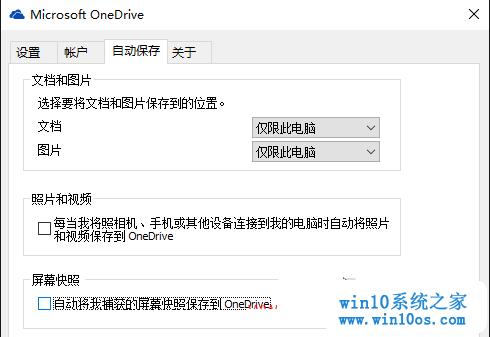 Microsoft OneDrive
设置 帐户 自动保存 关于
文档和图片
选择要将文档和图片保存到的位置。
文档 仅限此电脑
图片 仅限此电脑
照片和视频
每当我将照相机、手机或其他设备连接到我的电脑时自动将照片
和视频保存到 OneDrive
屏幕快照
自动将我捕获的屏幕快照保存到 OneDrive
win10系统之家
www.win10os.com